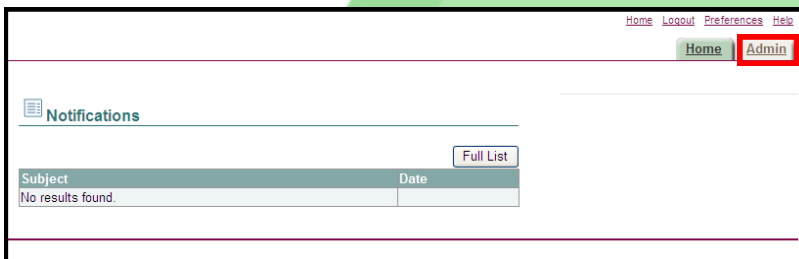 Home Logout Preferences Help
Home Admin
Notifications
Full List
Subject Date
No results found.